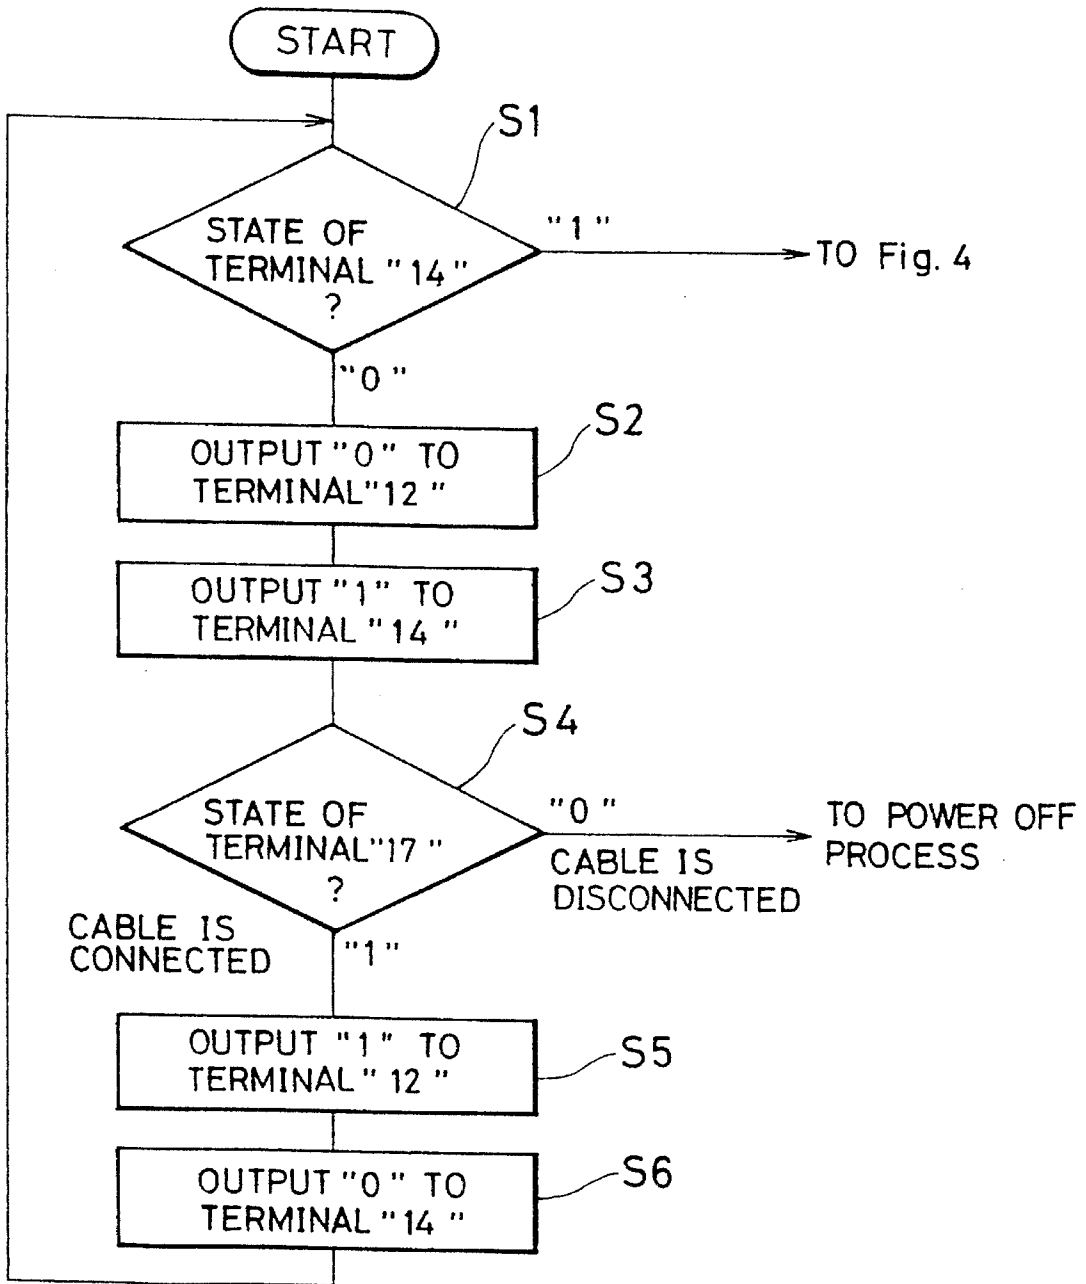 START
S1
STATE OF
TERMINAL "14"
?
"1"
TO Fig. 4
"0"
S2
OUTPUT "0" TO
TERMINAL "12"
S3
OUTPUT "1" TO
TERMINAL "14"
S4
STATE OF
TERMINAL "17"
?
"0"
CABLE IS
DISCONNECTED
TO POWER OFF
PROCESS
CABLE IS
CONNECTED
"1"
S5
OUTPUT "1" TO
TERMINAL "12"
S6
OUTPUT "0" TO
TERMINAL "14"